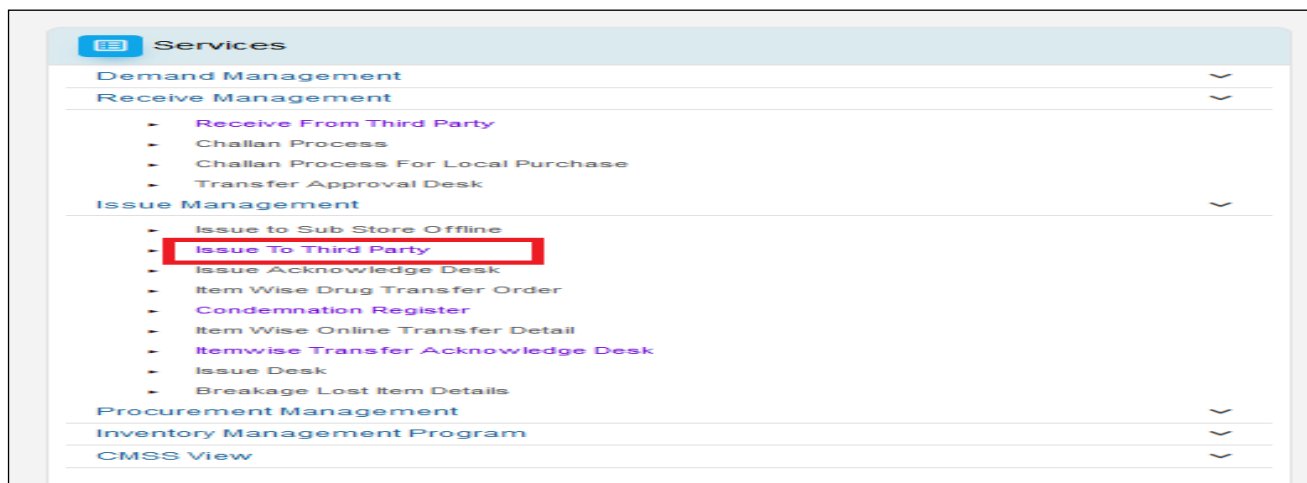 Services
Demand Management
Receive Management
Receive From Third Party
Challan Process
Challan Process For Local Purchase
Transfer Approval Desk
Issue Management
Issue to Sub Store Offline
Issue To Third Party
Issue Acknowledge Desk
Item Wise Drug Transfer Order
Condemnation Register
Item Wise Online Transfer Detail
Itemwise Transfer Acknowledge Desk
Issue Desk
Breakage Lost Item Details
Procurement Management
Inventory Management Program
CMSS View